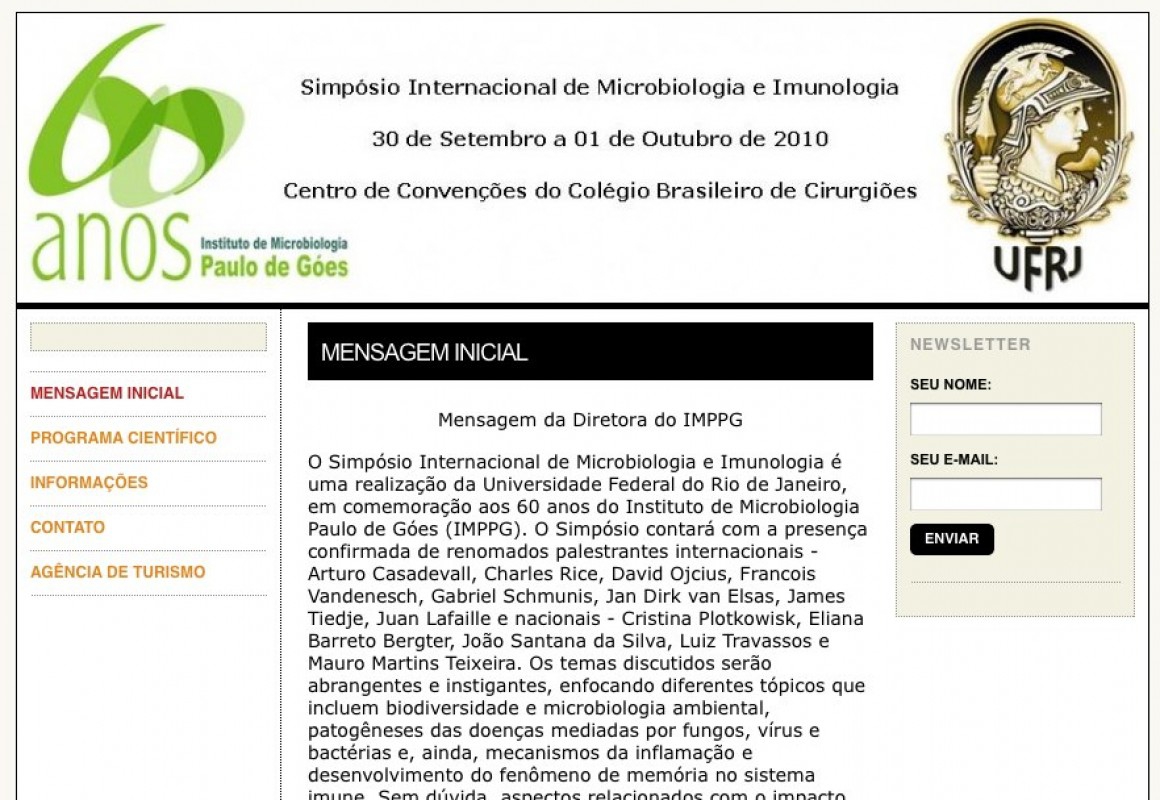 60
anos
Instituto de Microbiologia
Paulo de Góes
Simpósio Internacional de Microbiologia e Imunologia
30 de Setembro a 01 de Outubro de 2010
Centro de Convenções do Colégio Brasileiro de Cirurgiões
UFRJ
MENSAGEM INICIAL
PROGRAMA CIENTÍFICO
INFORMAÇÕES
CONTATO
AGÊNCIA DE TURISMO
MENSAGEM INICIAL
Mensagem da Diretora do IMPPG
O Simpósio Internacional de Microbiologia e Imunologia é
uma realização da Universidade Federal do Rio de Janeiro,
em comemoração aos 60 anos do Instituto de Microbiologia
Paulo de Góes (IMPPG). O Simpósio contará com a presença
confirmada de renomados palestrantes internacionais -
Arturo Casadevall, Charles Rice, David Ojcius, Francois
Vandenesch, Gabriel Schmunis, Jan Dirk van Elsas, James
Tiedje, Juan Lafaille e nacionais - Cristina Plotkowisk, Eliana
Barreto Bergter, João Santana da Silva, Luiz Travassos e
Mauro Martins Teixeira. Os temas discutidos serão
abrangentes e instigantes, enfocando diferentes tópicos que
incluem biodiversidade e microbiologia ambiental,
patogêneses das doenças mediadas por fungos, vírus e
bactérias e, ainda, mecanismos da inflamação e
desenvolvimento do fenômeno de memória no sistema
imune. Sem dúvida, aspectos relacionados com o impacto
NEWSLETTER
SEU NOME:
SEU E-MAIL:
ENVIAR